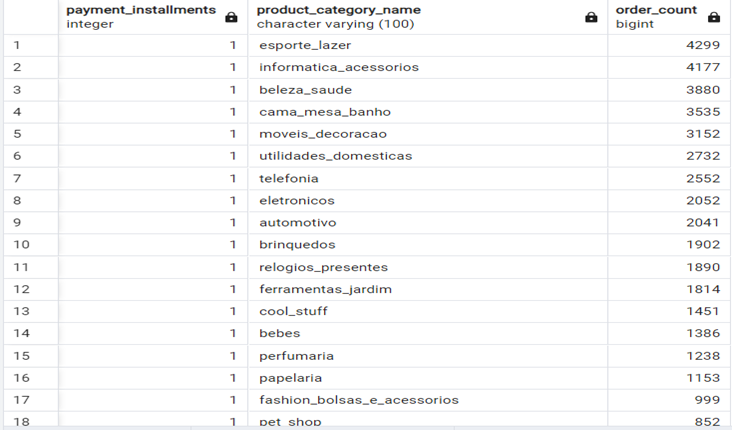 payment_installments product_category_name order_count
integer character varying (100) bigint
1 1 esporte_lazer 4299
2 1 informatica_acessorios 4177
3 1 beleza_saude 3880
4 1 cama_mesa_banho 3535
5 1 moveis_decoracao 3152
6 1 utilidades_domesticas 2732
7 1 telefonia 2552
8 1 eletronicos 2052
9 1 automotivo 2041
10 1 brinquedos 1902
11 1 relogios_presentes 1890
12 1 ferramentas_jardim 1814
13 1 cool_stuff 1451
14 1 bebes 1386
15 1 perfumaria 1238
16 1 papelaria 1153
17 1 fashion_bolsas_e_acessorios 999
18 1 pet_shop 852